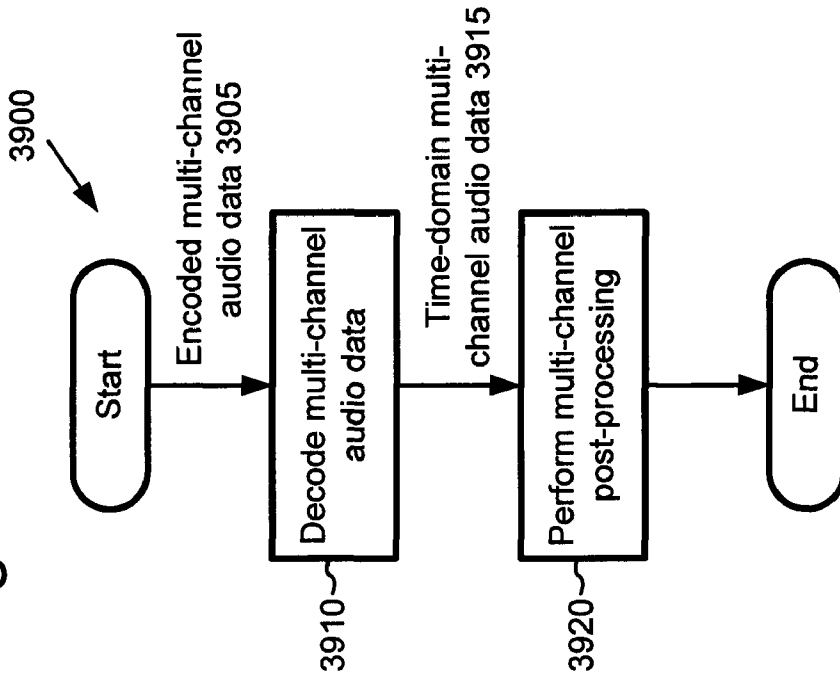 3900
Start
Encoded multi-channel
audio data 3905
3910
Decode multi-channel
audio data
Time-domain multi-
channel audio data 3915
3920
Perform multi-channel
post-processing
End